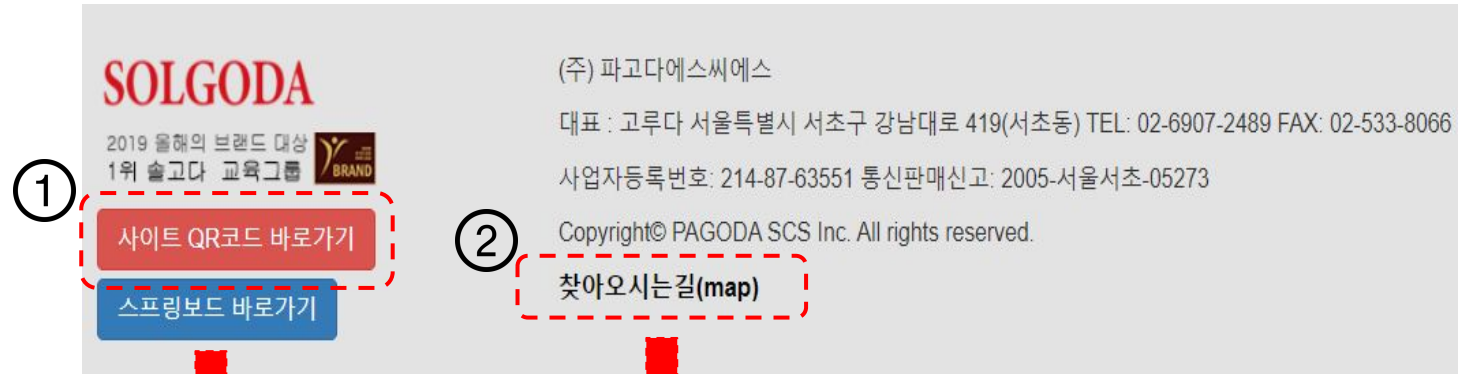 ①
SOLGODA
2019 올해의 브랜드 대상
1위 솔고다 교육그룹
BRAND
사이트 QR코드 바로가기
스프링보드 바로가기
(주) 파고다에스씨에스
대표 : 고루다 서울특별시 서초구 강남대로 419(서초동) TEL: 02-6907-2489 FAX: 02-533-8066
사업자등록번호: 214-87-63551 통신판매신고: 2005-서울서초-05273
Copyright© PAGODA SCS Inc. All rights reserved.
②
찾아오시는길(map)